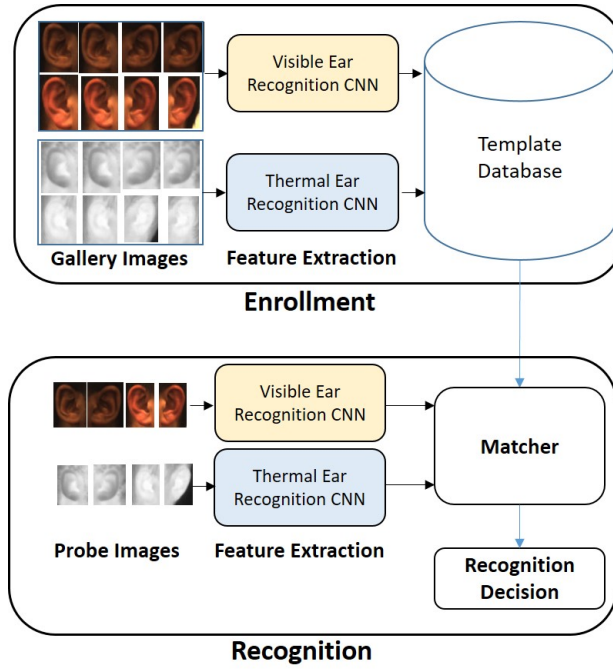 Visible Ear
Recognition CNN
Template
Database
Thermal Ear
Recognition CNN
Gallery Images
Feature Extraction
Enrollment
Visible Ear
Recognition CNN
Matcher
Thermal Ear
Recognition CNN
Probe Images
Feature Extraction
Recognition
Decision
Recognition